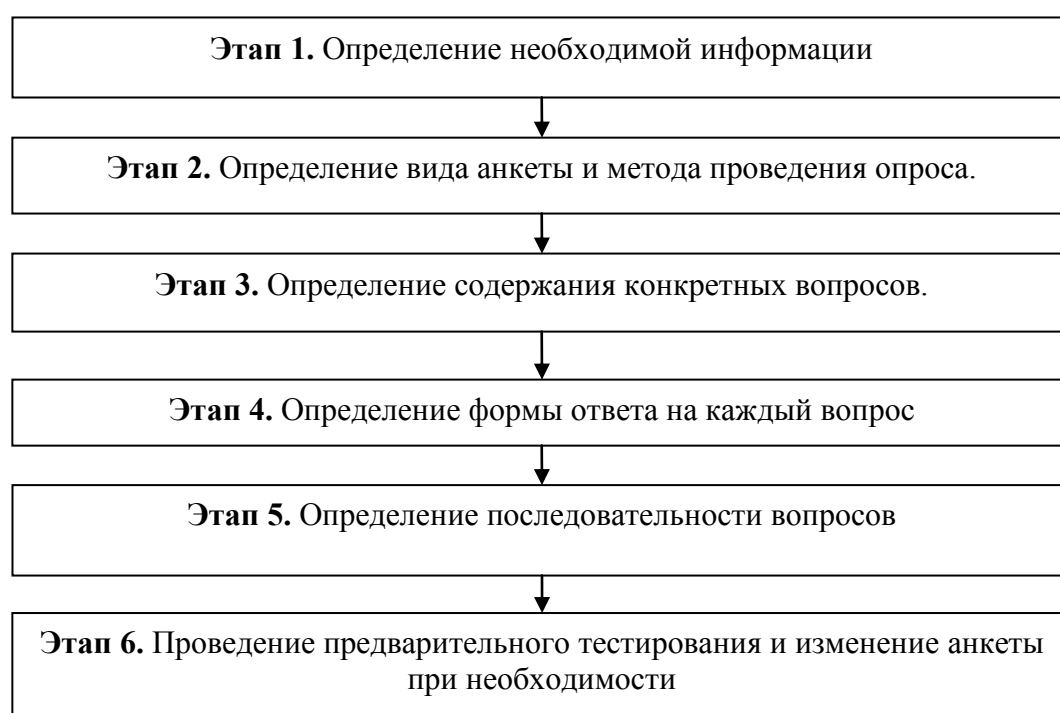 Этап 1. Определение необходимой информации
Этап 2. Определение вида анкеты и метода проведения опроса.
Этап 3. Определение содержания конкретных вопросов.
Этап 4. Определение формы ответа на каждый вопрос
Этап 5. Определение последовательности вопросов
Этап 6. Проведение предварительного тестирования и изменение анкеты
при необходимости